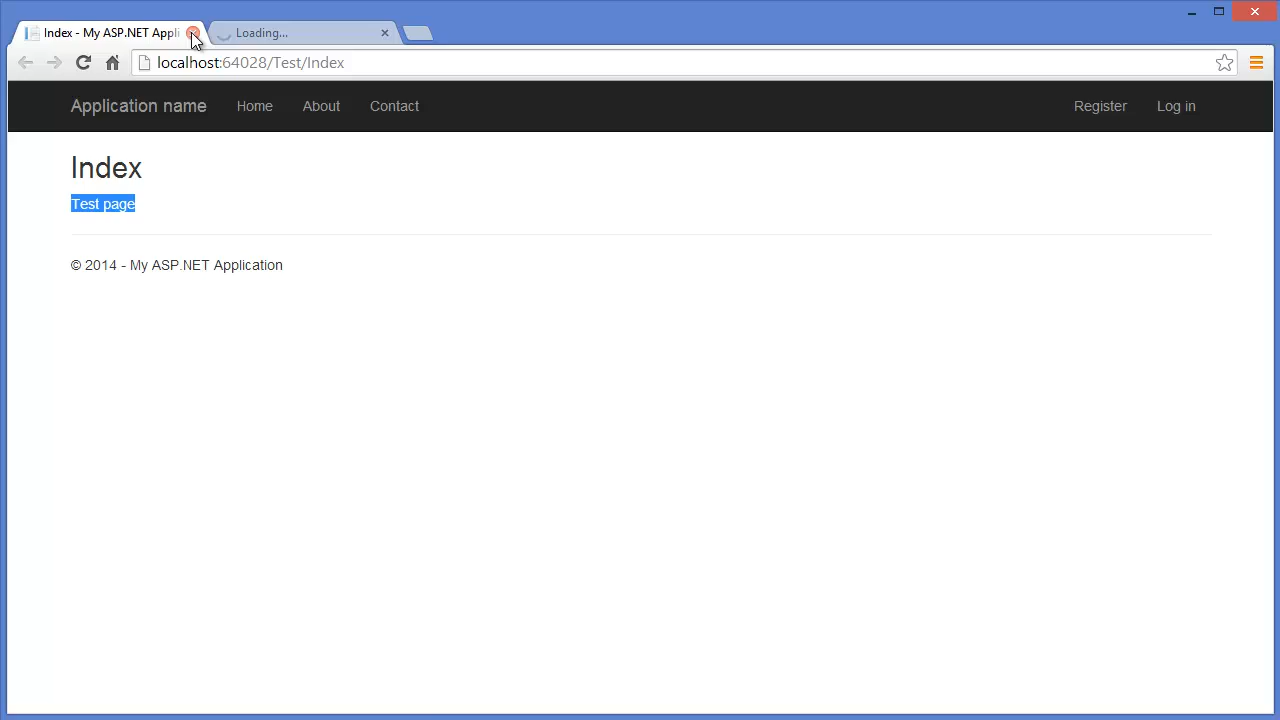 Index - My ASP.NET Appli
Loading...
localhost:64028/Test/Index
Application name Home About Contact Register Log in
Index
Test page
© 2014 - My ASP.NET Application